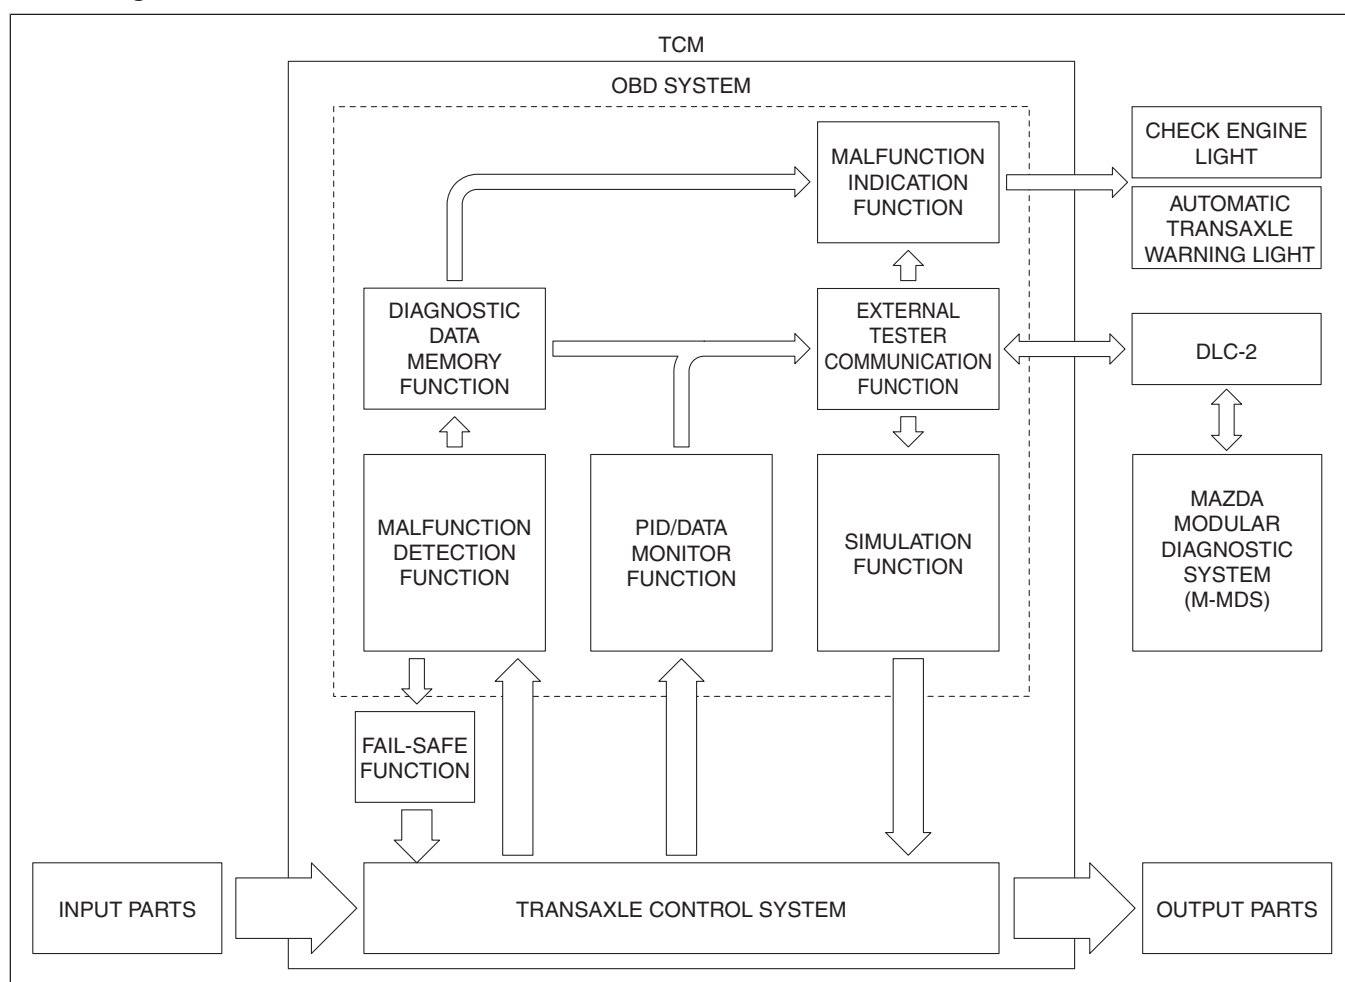 TCM
OBD SYSTEM
MALFUNCTION
INDICATION
FUNCTION
CHECK ENGINE
LIGHT
AUTOMATIC
TRANSAXLE
WARNING LIGHT
DIAGNOSTIC
DATA
MEMORY
FUNCTION
EXTERNAL
TESTER
COMMUNICATION
FUNCTION
DLC-2
MALFUNCTION
DETECTION
FUNCTION
PID/DATA
MONITOR
FUNCTION
SIMULATION
FUNCTION
MAZDA
MODULAR
DIAGNOSTIC
SYSTEM
(M-MDS)
FAIL-SAFE
FUNCTION
INPUT PARTS
TRANSAXLE CONTROL SYSTEM
OUTPUT PARTS